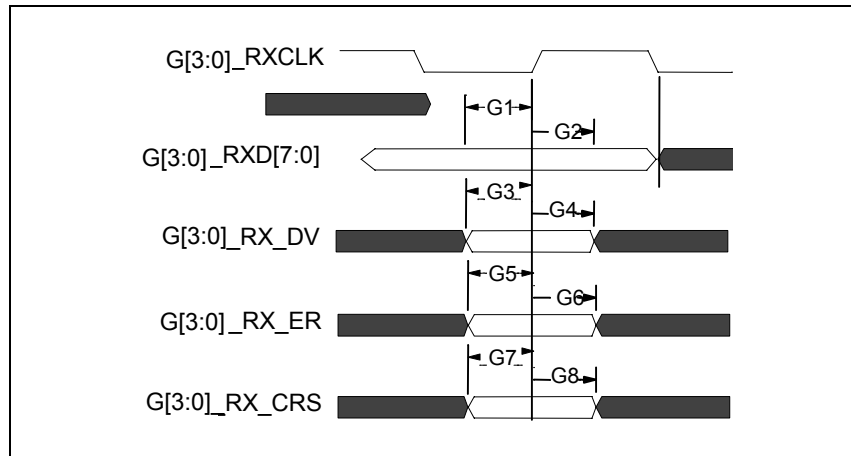 G[3:0]_RXCLK
G1
G2
G[3:0]_RXD[7:0]
G3
G4
G[3:0]_RX_DV
G5
G6
G[3:0]_RX_ER
G7
G8
G[3:0]_RX_CRS